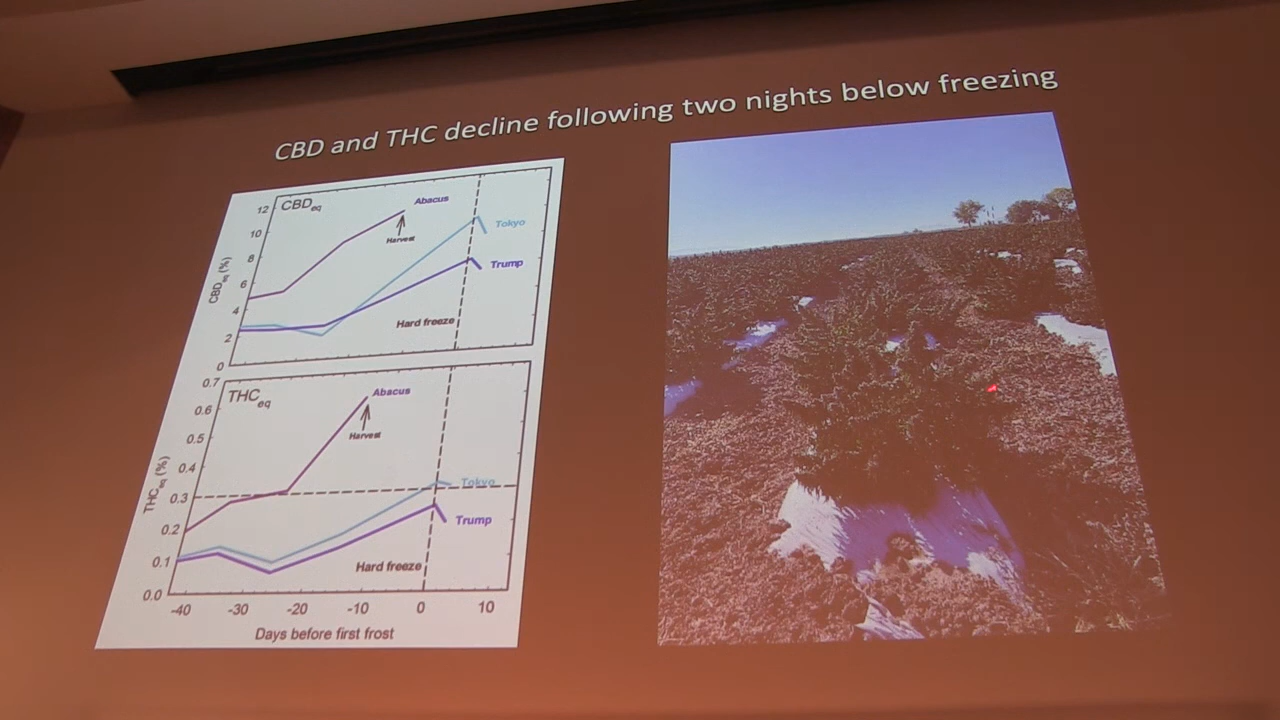 CBD and THC decline following two nights below freezing
CBDeq
Abacus
Harvest
Tokyo
Trump
Hard freeze
CBDeq (%)
12
10
8
6
4
2
0
THCeq
Abacus
Harvest
Tokyo
Trump
Hard freeze
THCeq (%)
0.7
0.6
0.5
0.4
0.3
0.2
0.1
0.0
-40 -30 -20 -10 0 10
Days before first frost